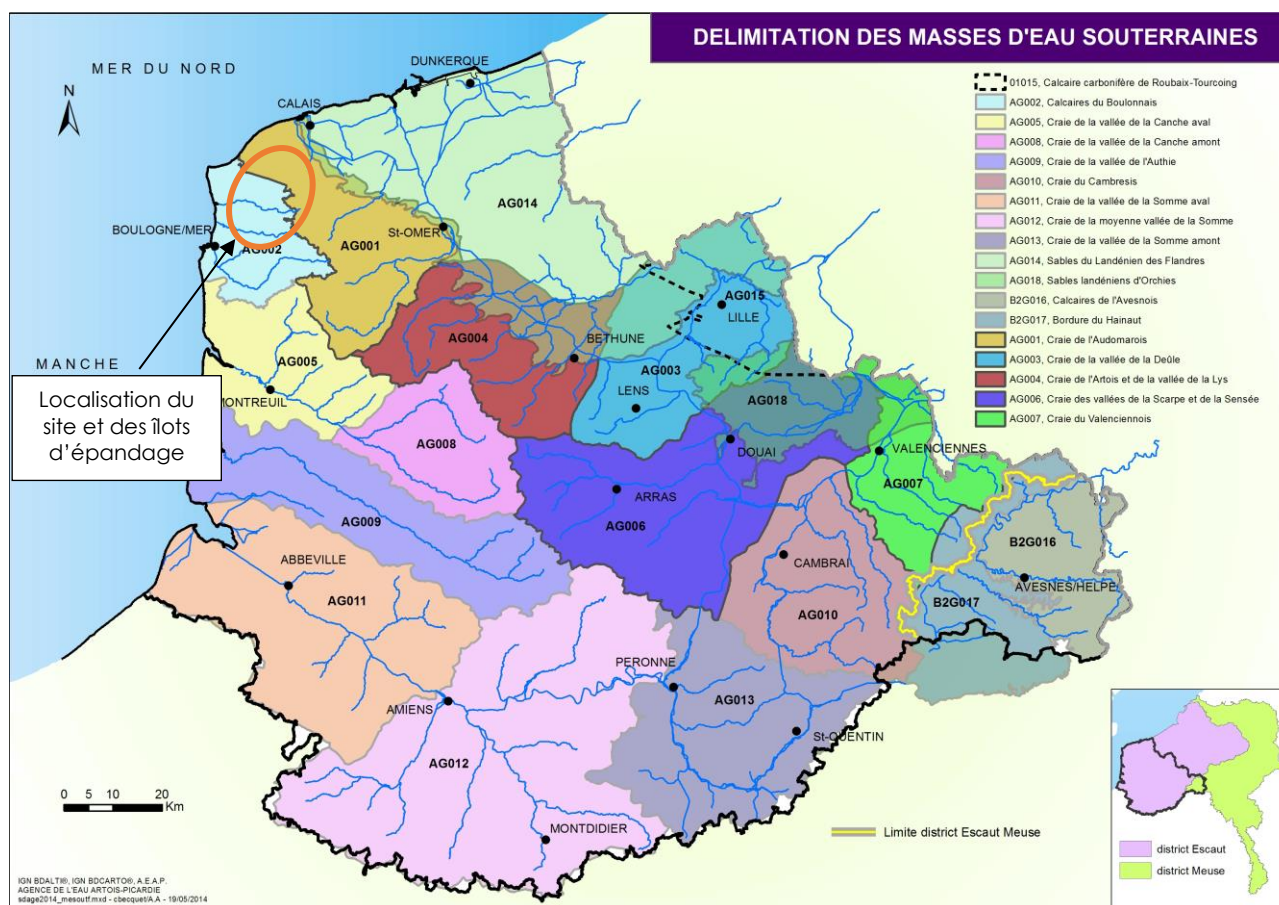 DELIMITATION DES MASSES D'EAU SOUTERRAINES
MER DU NORD
N
DUNKERQUE
CALAIS
BOULOGNE/MER
AG002
AG001
St-OMER
AG014
AG015
LILLE
AG004
BETHUNE
AG003
LENS
MANCHE
AG005
MONTREUIL
Localisation du
site et des îlots
d'épandage
AG008
AG018
DOUAI
VALENCIENNES
AG007
ARRAS
AG006
AG009
CAMBRAI
AG010
B2G016
AVESNES/HELPE
B2G017
ABBEVILLE
AG011
PERONNE
AG013
AMIENS
St-QUENTIN
AG012
MONTDIDIER
0 5 10 20
Km
01015, Calcaire carbonifère de Roubaix-Tourcoing
AG002, Calcaires du Boulonnais
AG005, Craie de la vallée de la Canche aval
AG008, Craie de la vallée de la Canche amont
AG009, Craie de la vallée de l'Authie
AG010, Craie du Cambresis
AG011, Craie de la vallée de la Somme aval
AG012, Craie de la moyenne vallée de la Somme
AG013, Craie de la vallée de la Somme amont
AG014, Sables du Landénien des Flandres
AG018, Sables landéniens d'Orchies
B2G016, Calcaires de l'Avesnois
B2G017, Bordure du Hainaut
AG001, Craie de l'Audomarois
AG003, Craie de la vallée de la Deûle
AG004, Craie de l'Artois et de la vallée de la Lys
AG006, Craie des vallées de la Scarpe et de la Sensée
AG007, Craie du Valenciennois
Limite district Escaut Meuse
district Escaut
district Meuse
IGN BDALTI®, IGN BDCARTO®, A.E.A.P.
AGENCE DE L'EAU ARTOIS-PICARDIE
sdage2014_mesoutf.mxd - cbecquet/A.A - 19/05/2014